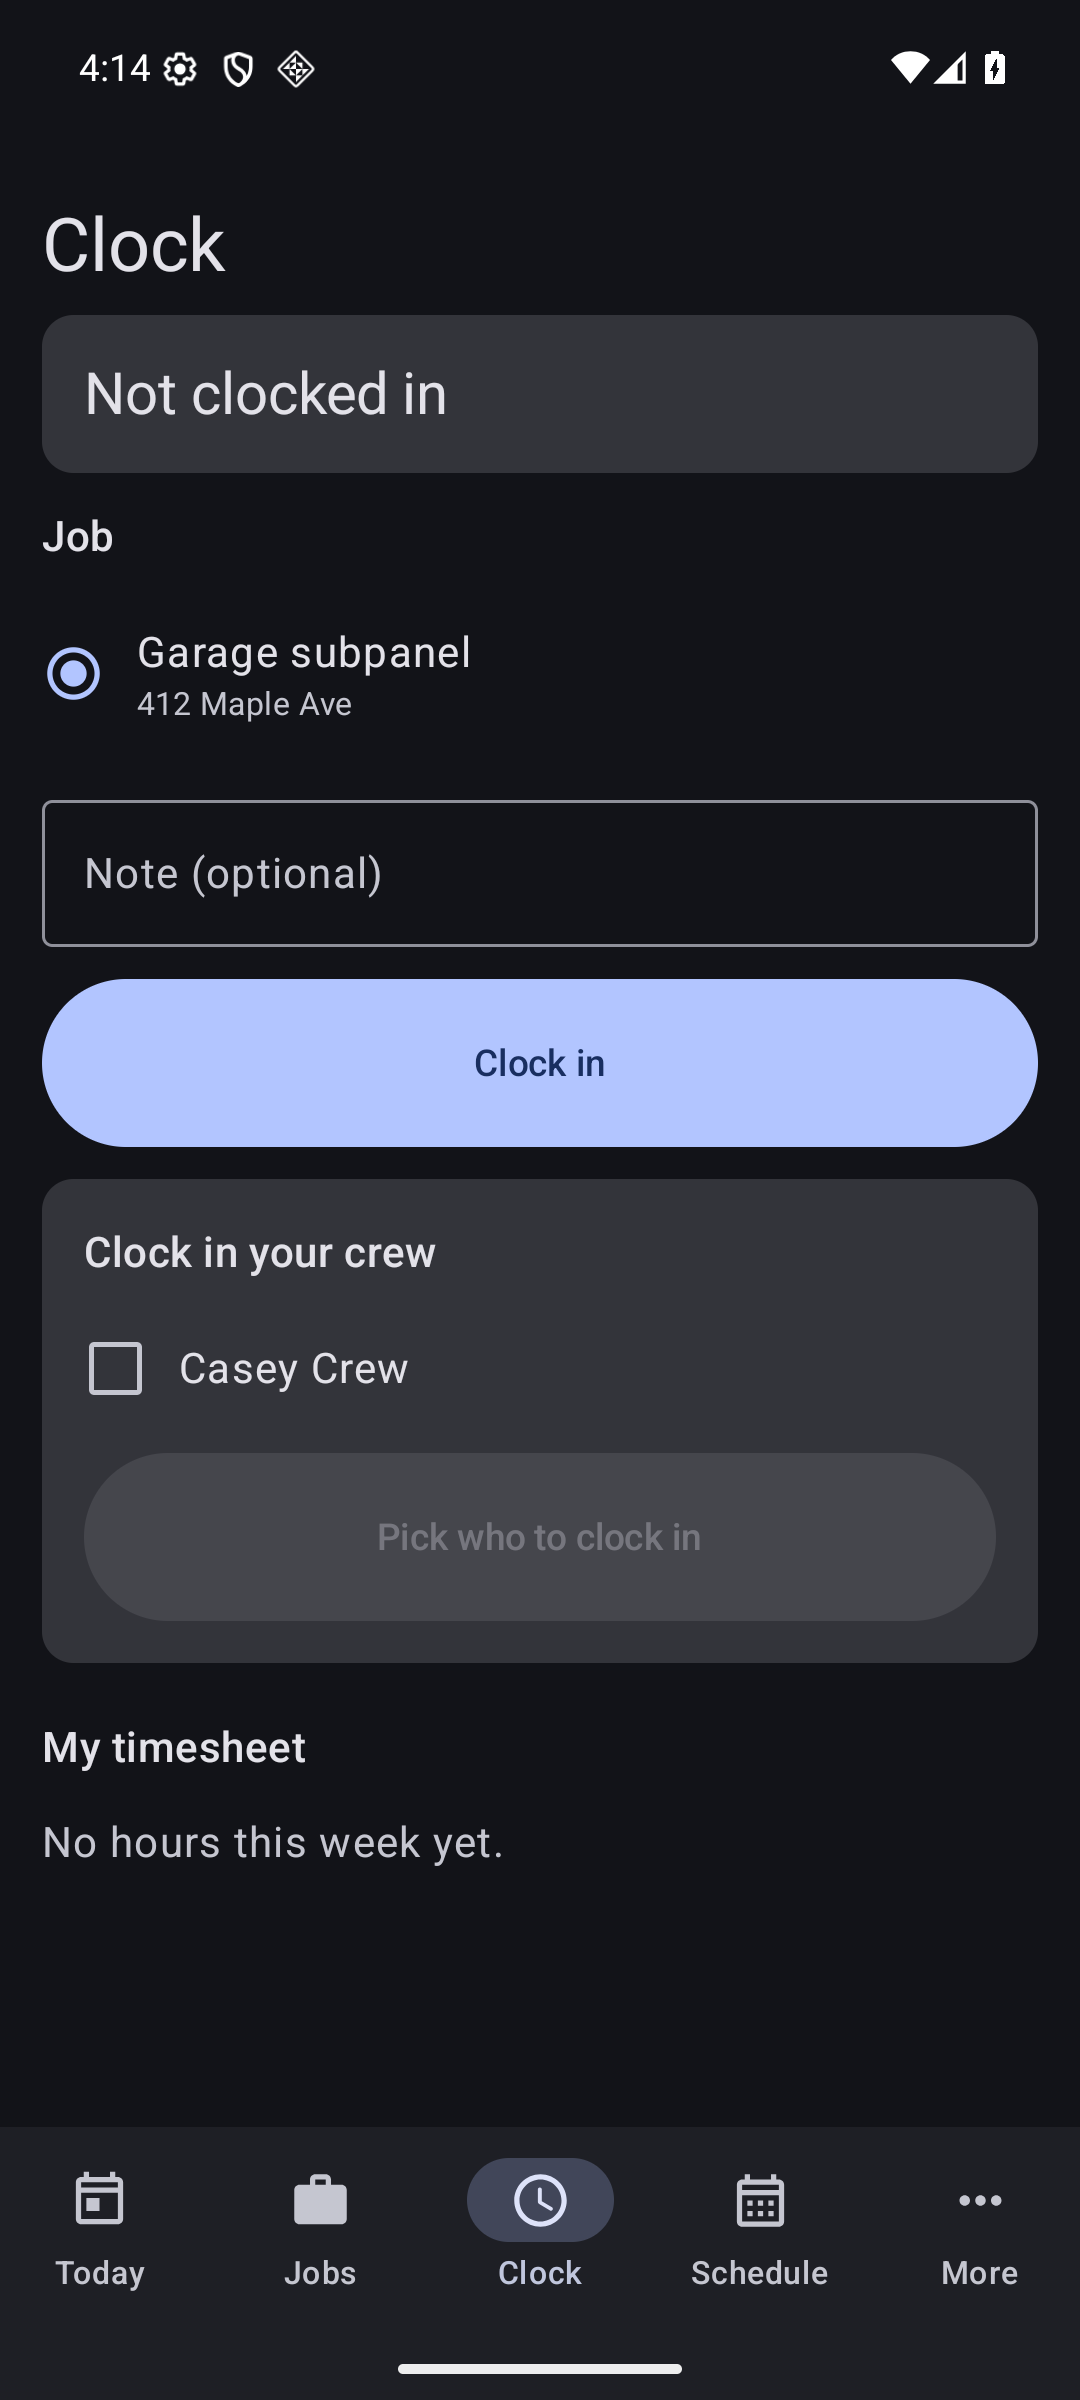 4:14
Clock
Not clocked in
Job
Garage subpanel
412 Maple Ave
Note (optional)
Clock in
Clock in your crew
Casey Crew
Pick who to clock in
My timesheet
No hours this week yet.
Today
Jobs
Clock
Schedule
More